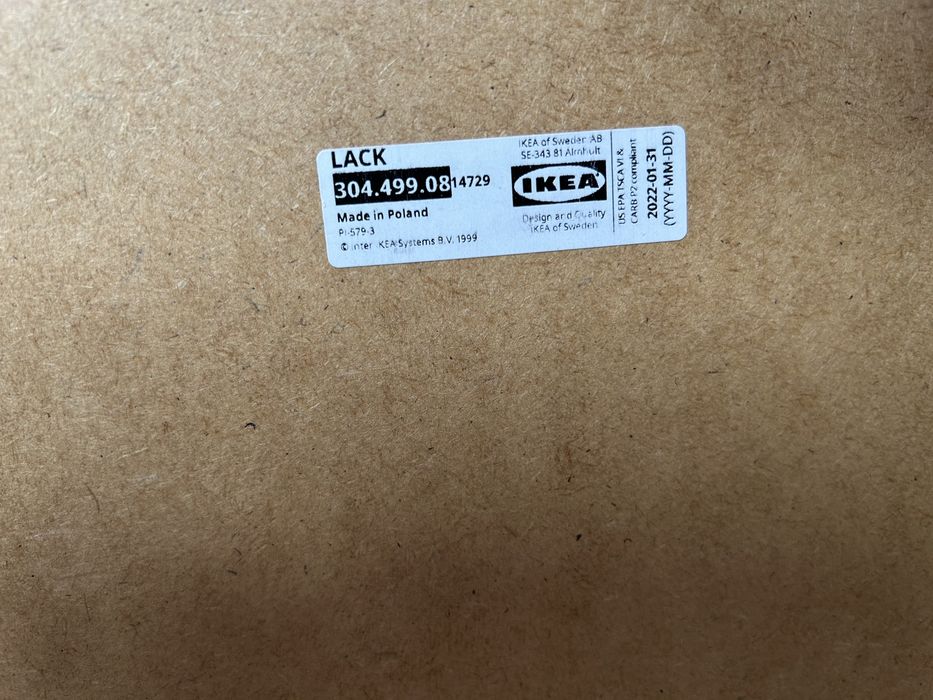 LACK
304.499.08 14729
Made in Poland
PI-579-3
© Inter IKEA Systems B.V. 1999
IKEA of Sweden AB
SE-343 81 Älmhult
IKEA
Design and Quality
IKEA of Sweden
US EPA TSCA VI &
CARB P2 compliant
2022-01-31
(YYYY-MM-DD)